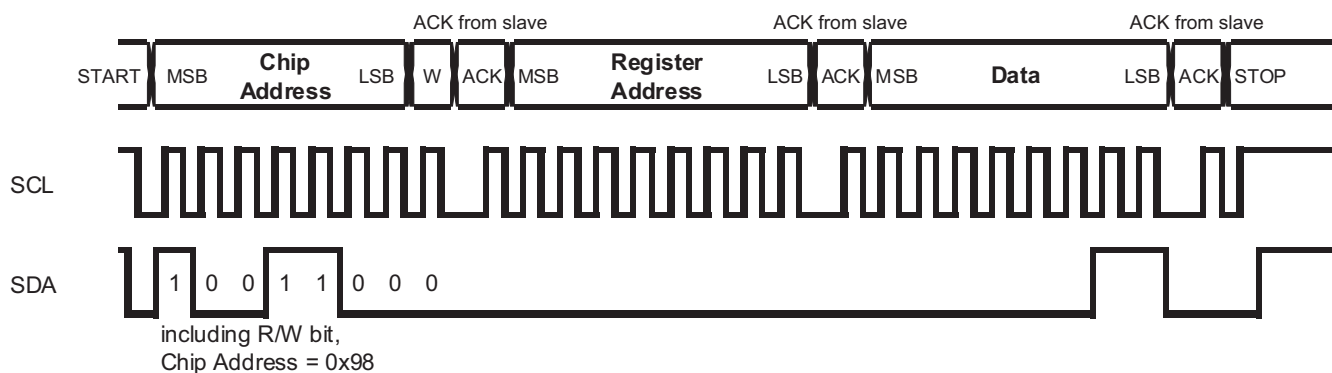 ACK from slave ACK from slave ACK from slave
START MSB Chip Address LSB W ACK MSB Register Address LSB ACK MSB Data LSB ACK STOP
SCL
SDA 1 0 0 1 1 0 0 0
including R/W bit,
Chip Address = 0x98